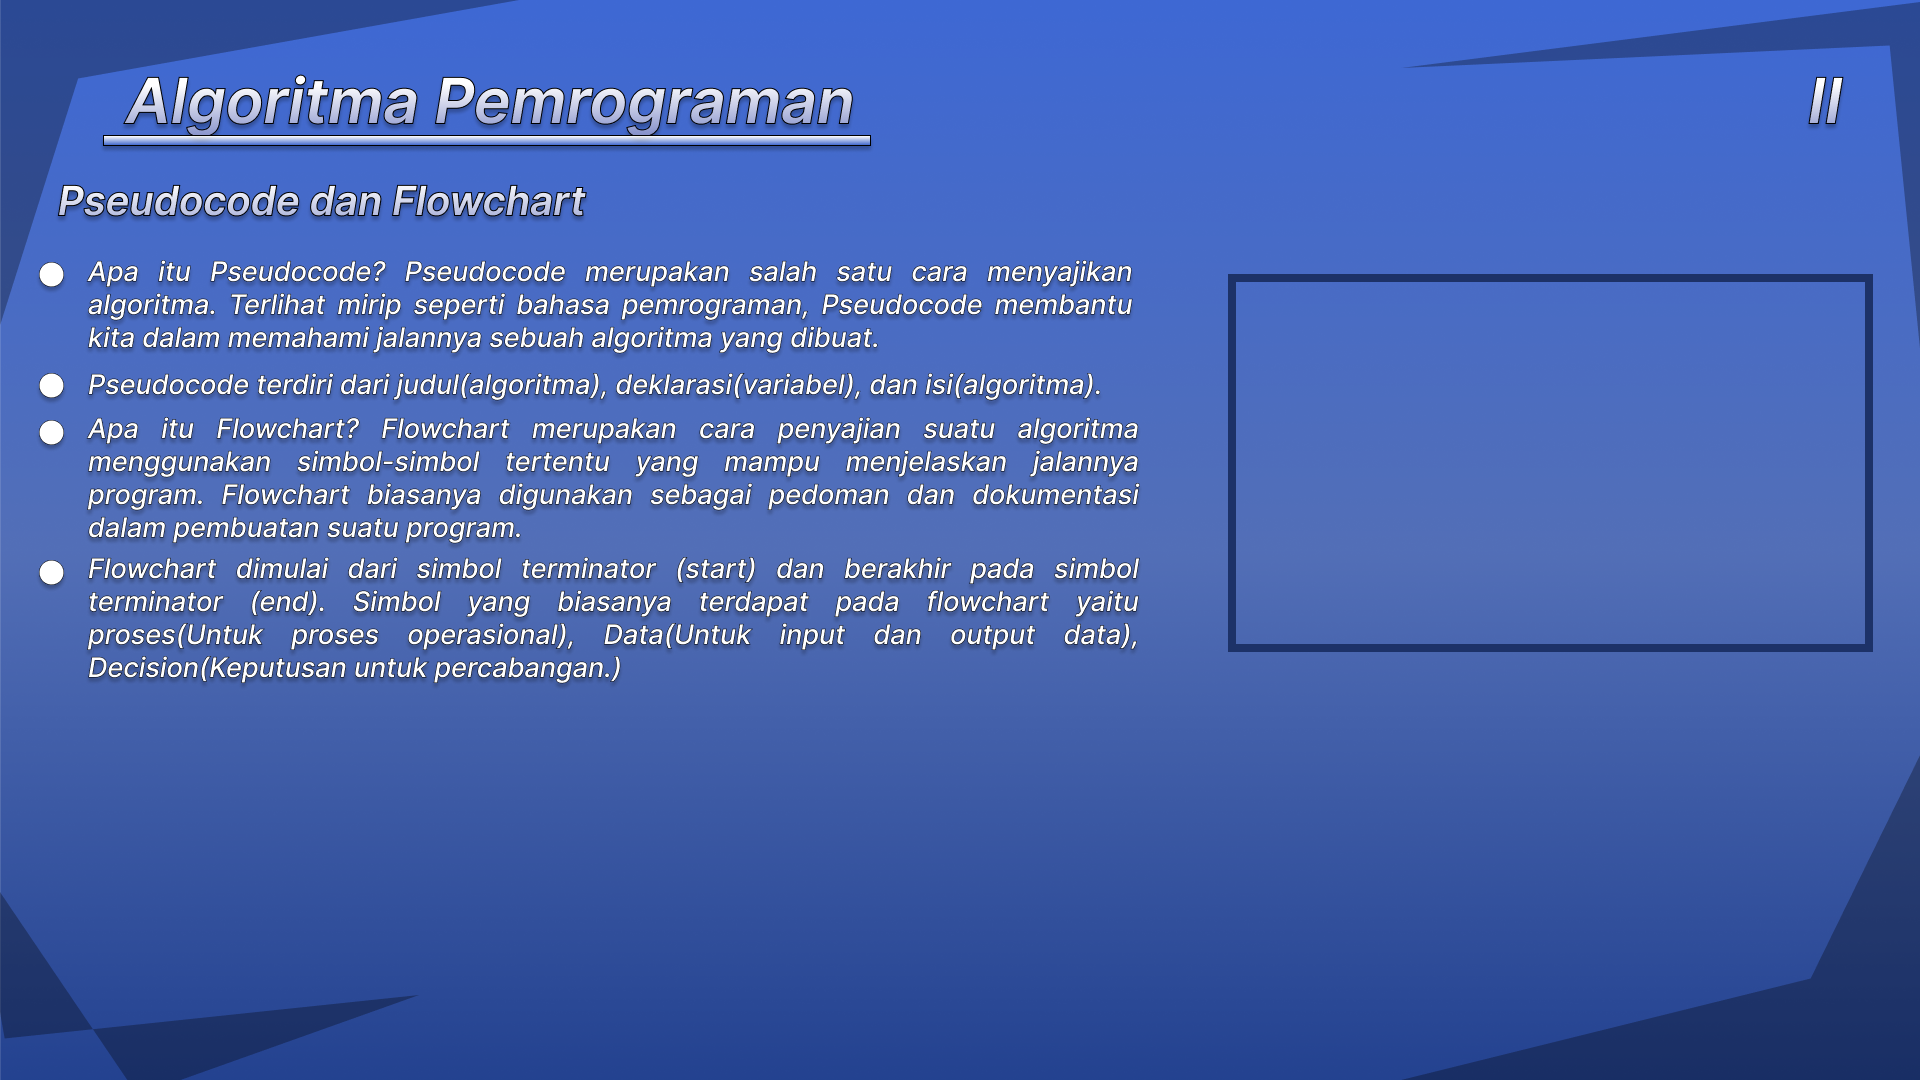 Algoritma Pemrograman
II
Pseudocode dan Flowchart
Apa itu Pseudocode? Pseudocode merupakan salah satu cara menyajikan
algoritma. Terlihat mirip seperti bahasa pemrograman, Pseudocode membantu
kita dalam memahami jalannya sebuah algoritma yang dibuat.
Pseudocode terdiri dari judul(algoritma), deklarasi(variabel), dan isi(algoritma).
Apa itu Flowchart? Flowchart merupakan cara penyajian suatu algoritma
menggunakan simbol-simbol tertentu yang mampu menjelaskan jalannya
program. Flowchart biasanya digunakan sebagai pedoman dan dokumentasi
dalam pembuatan suatu program.
Flowchart dimulai dari simbol terminator (start) dan berakhir pada simbol
terminator (end). Simbol yang biasanya terdapat pada flowchart yaitu
proses(Untuk proses operasional), Data(Untuk input dan output data),
Decision(Keputusan untuk percabangan.)